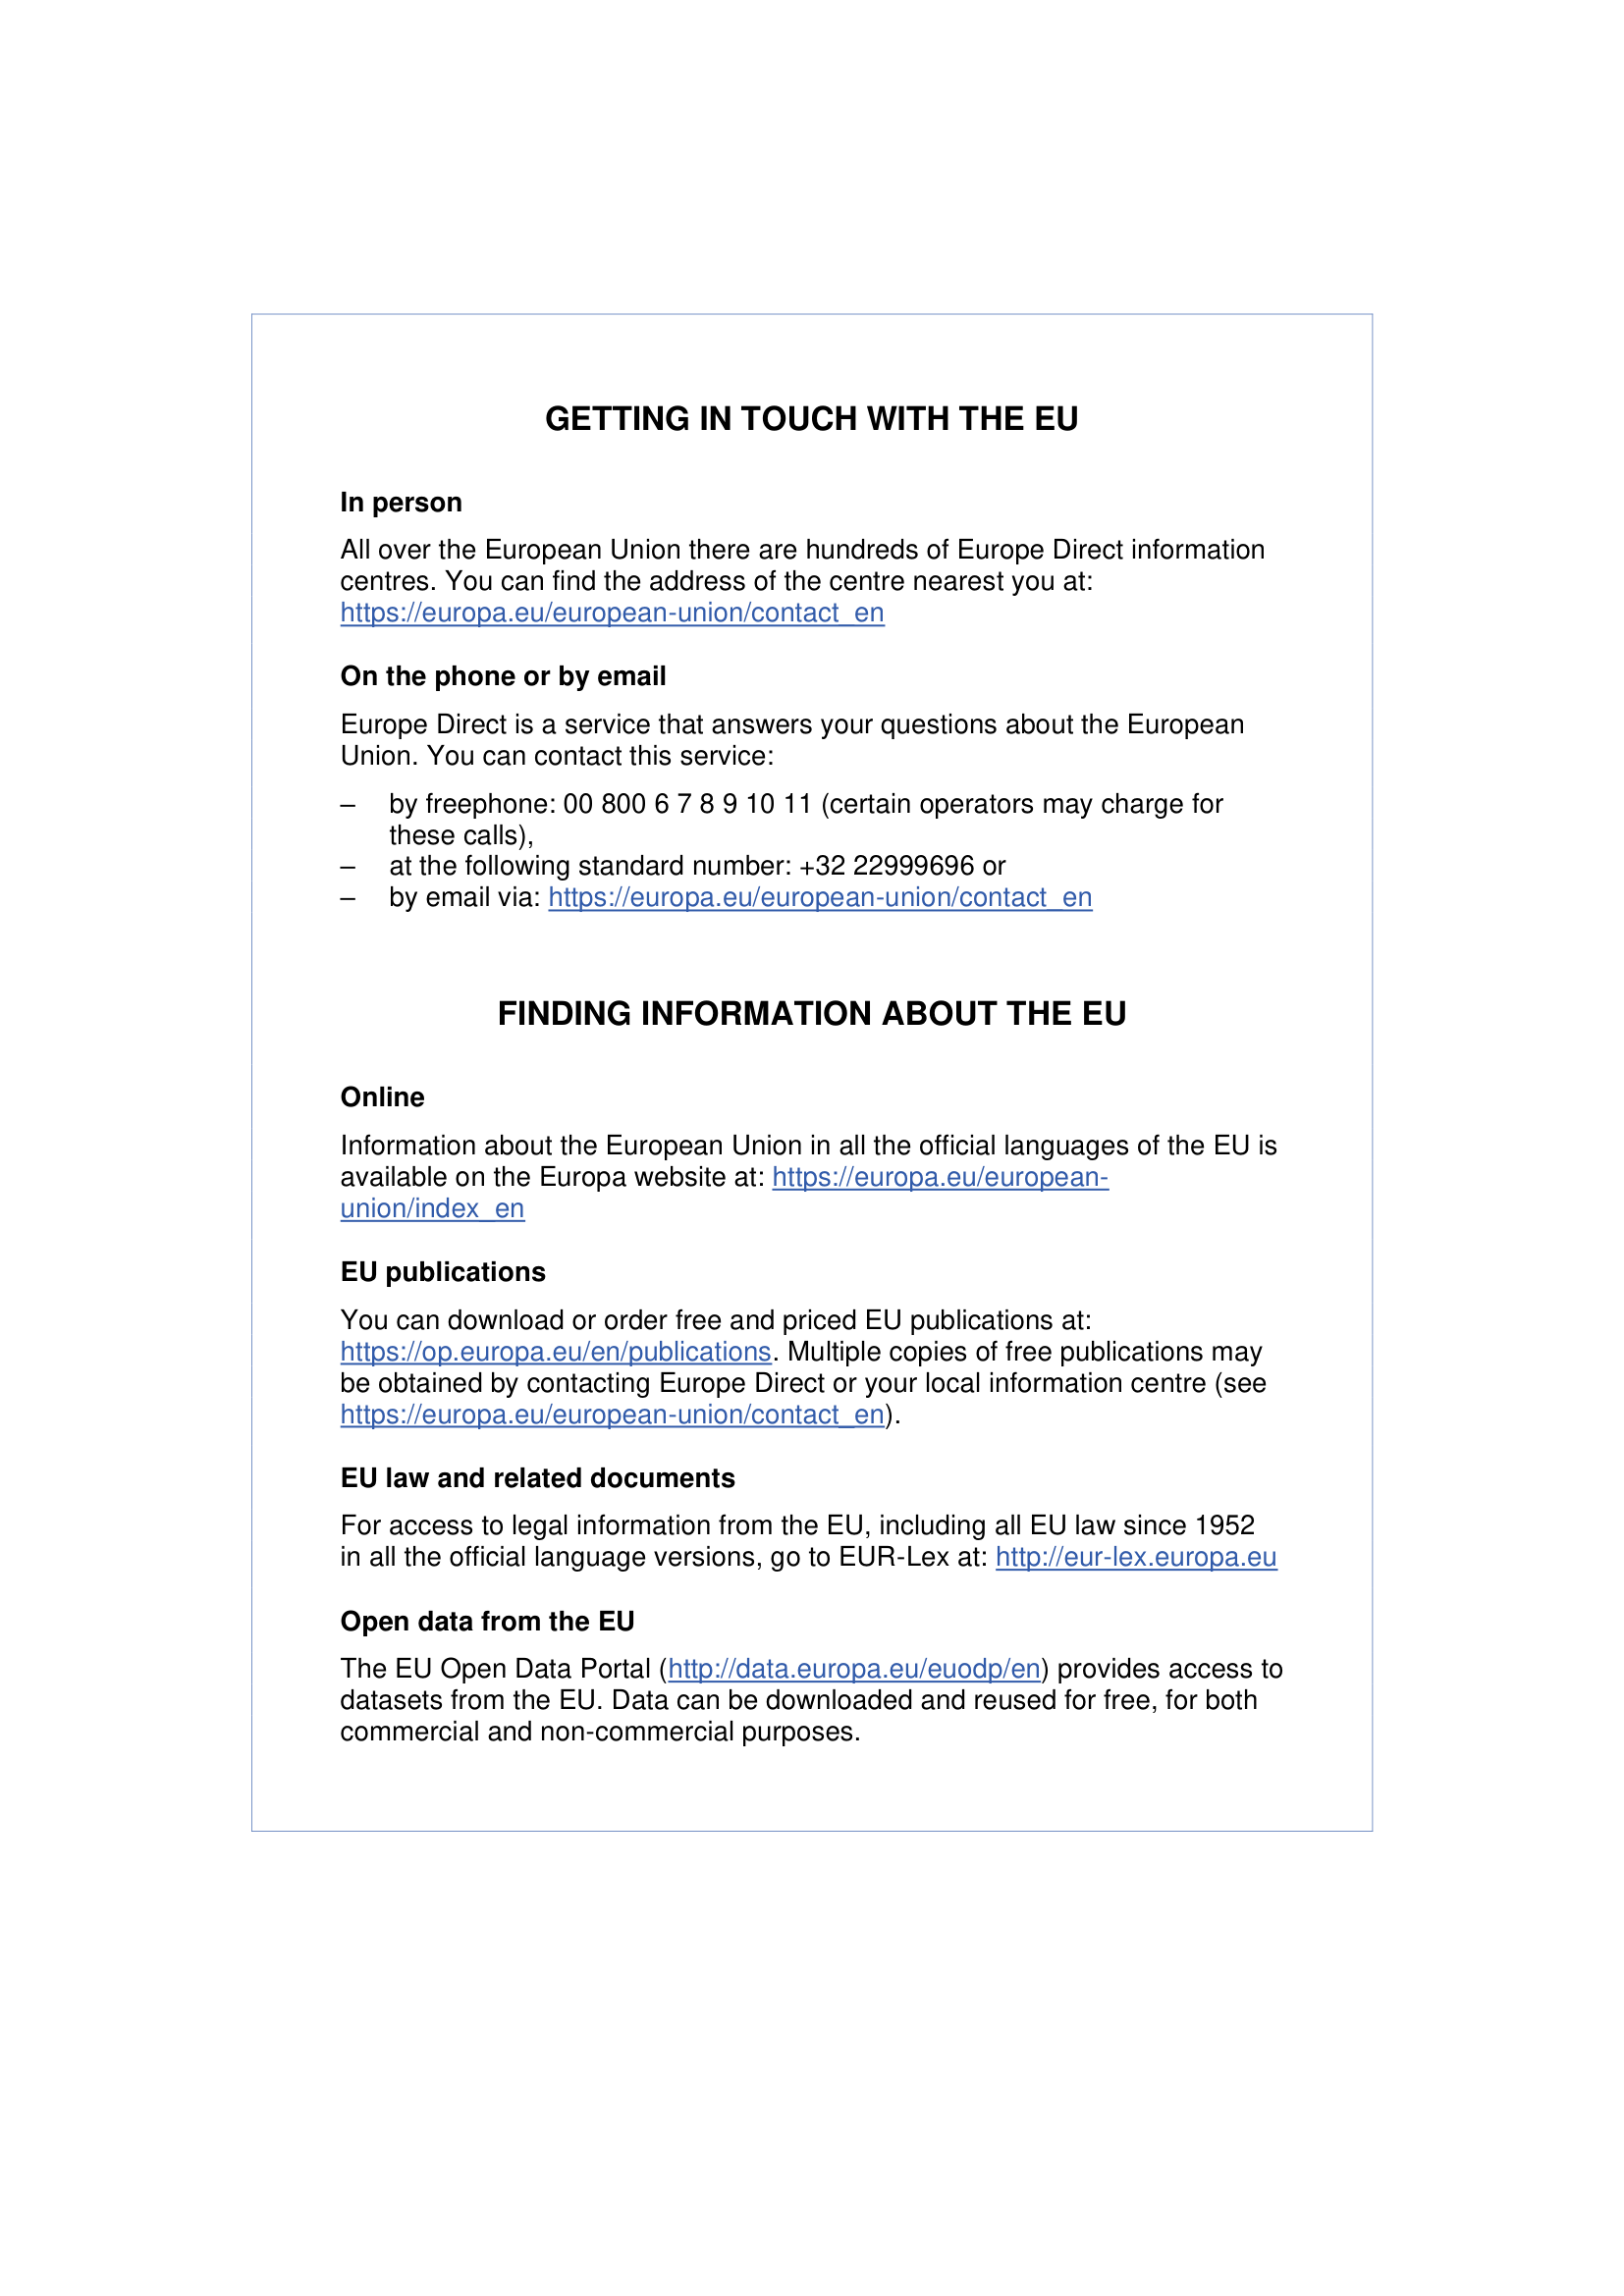 GETTING IN TOUCH WITH THE EU
In person
All over the European Union there are hundreds of Europe Direct information
centres. You can find the address of the centre nearest you at:
https://europa.eu/european-union/contact_en
On the phone or by email
Europe Direct is a service that answers your questions about the European
Union. You can contact this service:
– by freephone: 00 800 6 7 8 9 10 11 (certain operators may charge for
these calls),
– at the following standard number: +32 22999696 or
– by email via: https://europa.eu/european-union/contact_en
FINDING INFORMATION ABOUT THE EU
Online
Information about the European Union in all the official languages of the EU is
available on the Europa website at: https://europa.eu/european-
union/index_en
EU publications
You can download or order free and priced EU publications at:
https://op.europa.eu/en/publications. Multiple copies of free publications may
be obtained by contacting Europe Direct or your local information centre (see
https://europa.eu/european-union/contact_en).
EU law and related documents
For access to legal information from the EU, including all EU law since 1952
in all the official language versions, go to EUR-Lex at: http://eur-lex.europa.eu
Open data from the EU
The EU Open Data Portal (http://data.europa.eu/euodp/en) provides access to
datasets from the EU. Data can be downloaded and reused for free, for both
commercial and non-commercial purposes.